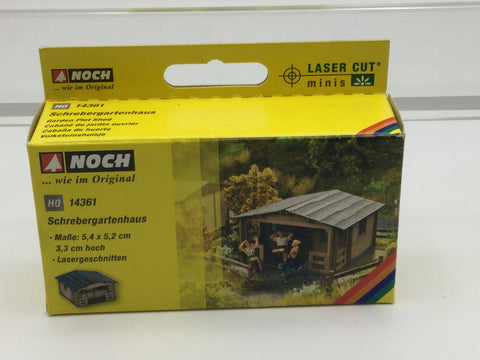 NOCH
... wie im Original
LASER CUT®
minis
H0 14361
Schrebergartenhaus
Garden Plot Shed
Cabane de jardin ouvrier
Cabaña de huerto
Volkstuinshuisje
NOCH
... wie im Original
H0 14361
Schrebergartenhaus
• Maße: 5,4 x 5,2 cm
3,3 cm hoch
• Lasergeschnitten